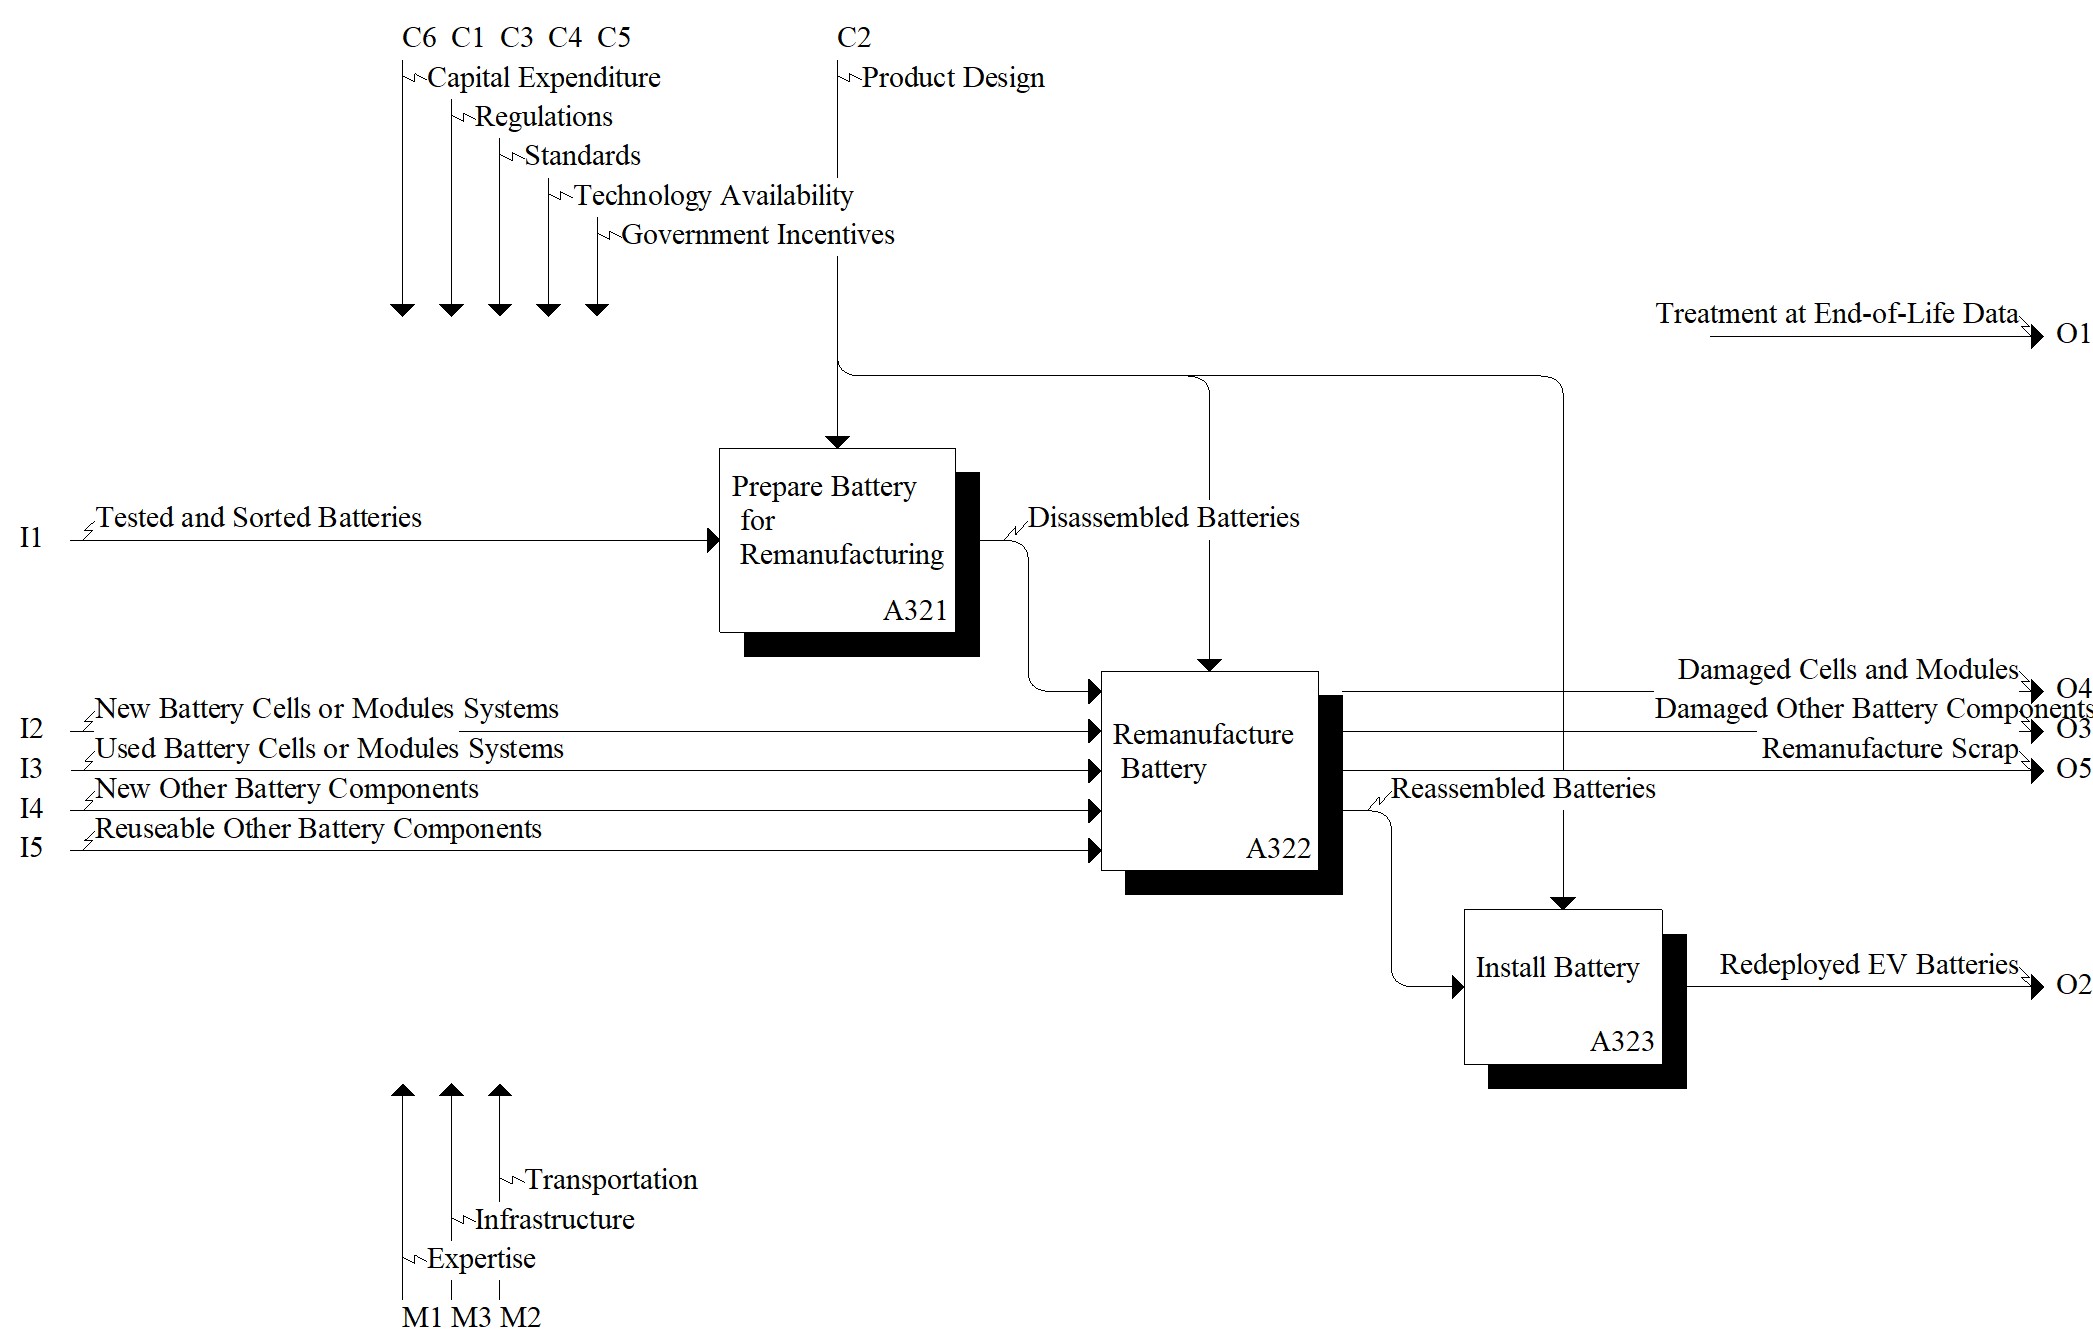 C6 C1 C3 C4 C5 C2
Capital Expenditure
Product Design
Regulations
Standards
Technology Availability
Government Incentives
Treatment at End-of-Life Data
O1
Prepare Battery
for
Remanufacturing
A321
I1
Tested and Sorted Batteries
Disassembled Batteries
Damaged Cells and Modules
O4
I2
New Battery Cells or Modules Systems
Damaged Other Battery Components
O3
I3
Used Battery Cells or Modules Systems
Remanufacture Scrap
O5
I4
New Other Battery Components
I5
Reuseable Other Battery Components
Remanufacture
Battery
A322
Reassembled Batteries
Install Battery
A323
Redeployed EV Batteries
O2
Transportation
Infrastructure
Expertise
M1 M3 M2